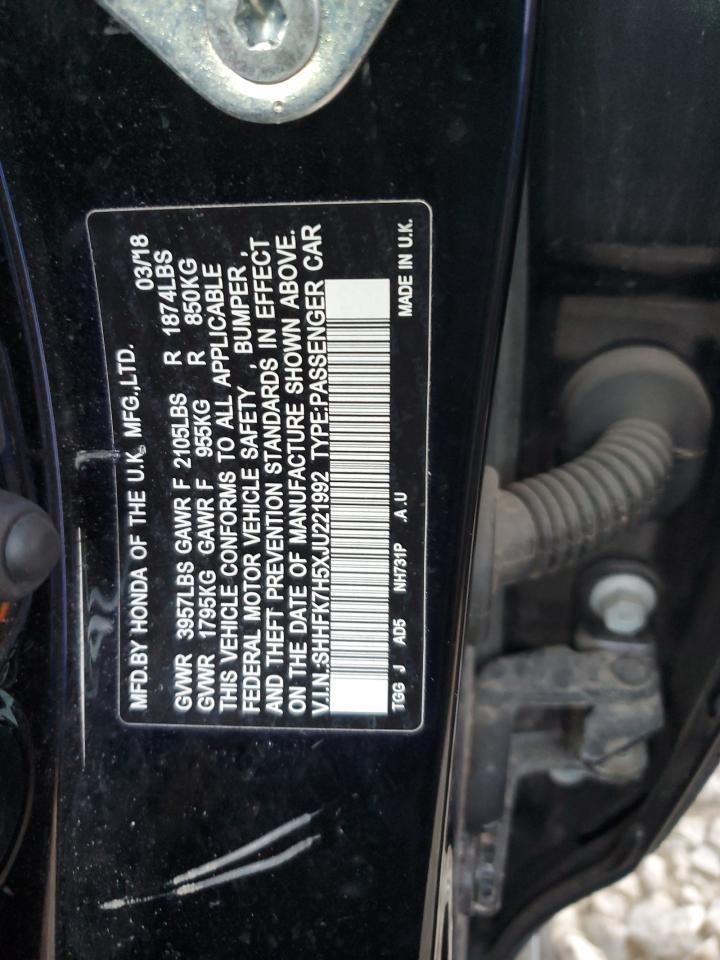 MFD.BY HONDA OF THE U.K. MFG.,LTD. 03/18
GVWR 3957LBS GAWR F 2105LBS R 1874LBS
GVWR 1795KG GAWR F 955KG R 850KG
THIS VEHICLE CONFORMS TO ALL APPLICABLE
FEDERAL MOTOR VEHICLE SAFETY , BUMPER ,
AND THEFT PREVENTION STANDARDS IN EFFECT
ON THE DATE OF MANUFACTURE SHOWN ABOVE.
V.I.N.:SHHFK7H5XJU221992 TYPE:PASSENGER CAR
TGG J AD5 NH731P .A.U MADE IN U.K.